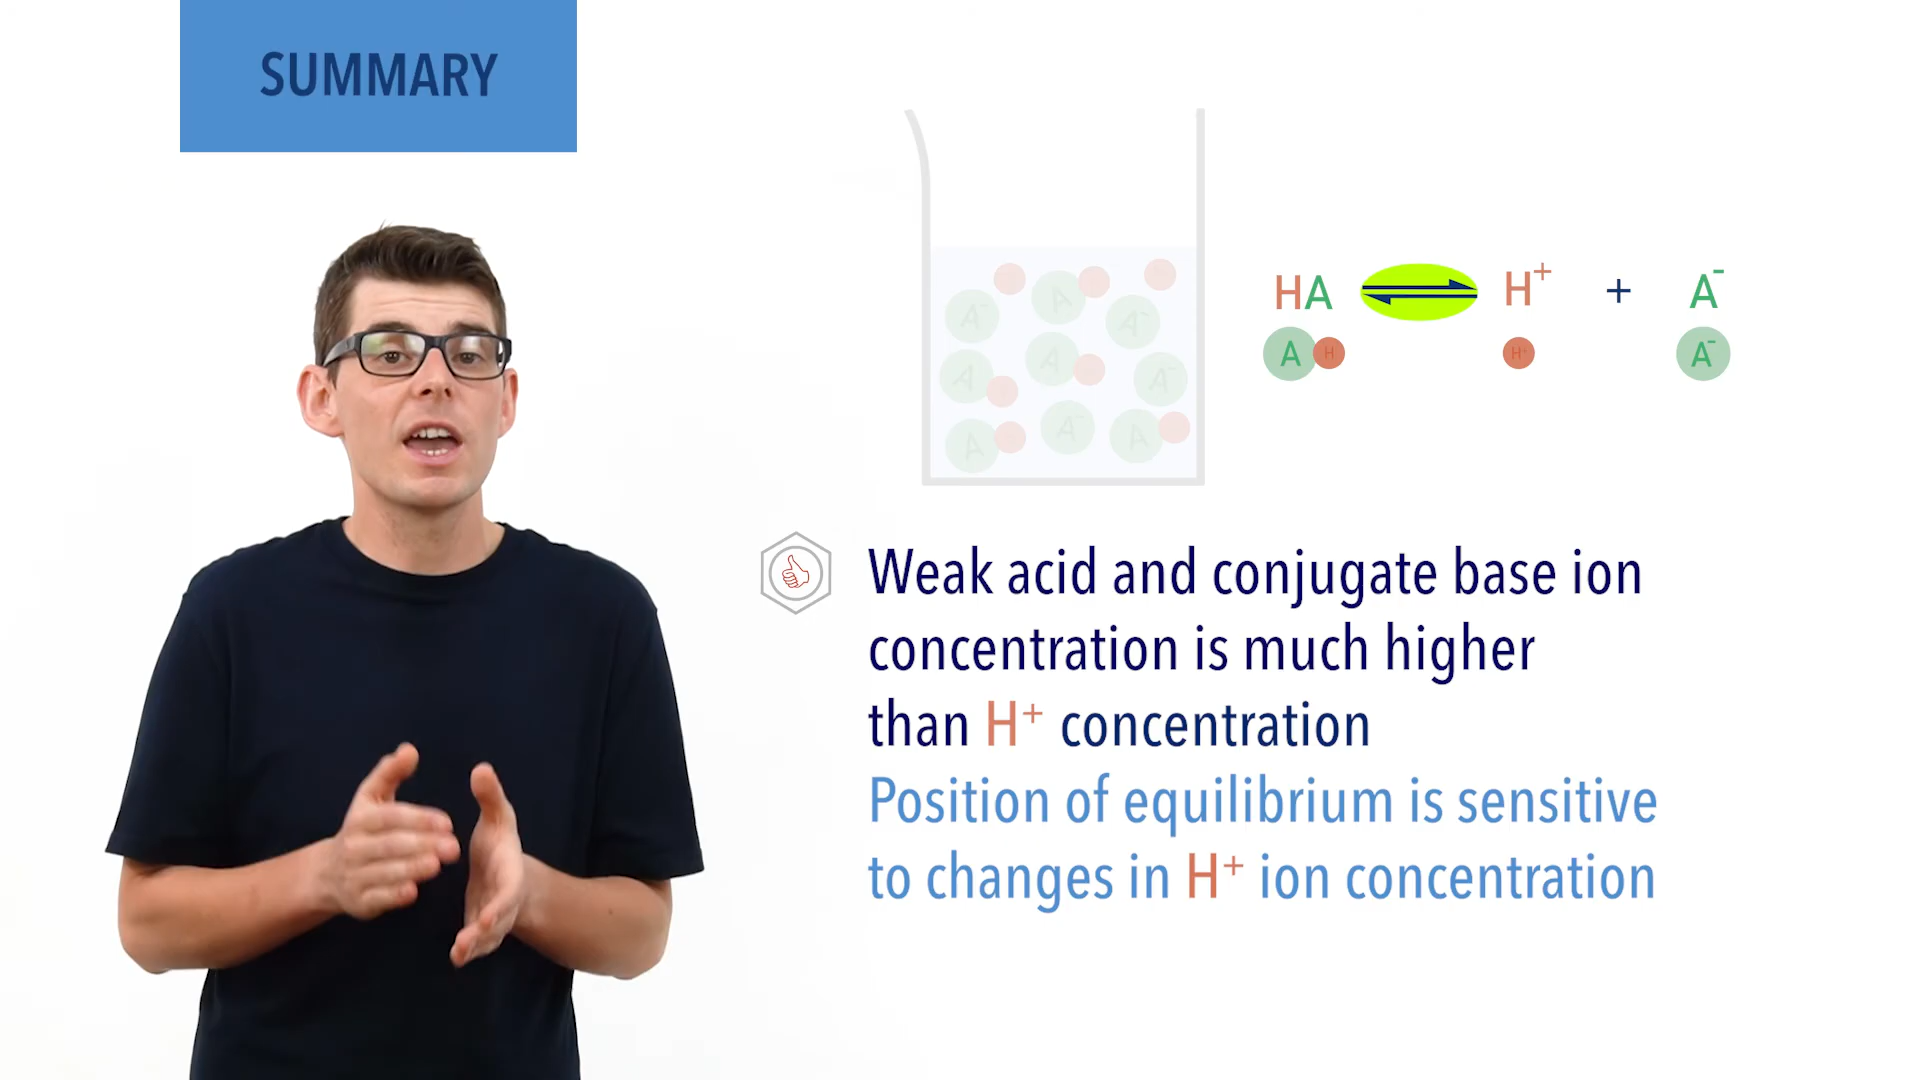 SUMMARY
HA ⇌ H⁺ + A⁻
A H H⁺ A⁻
A⁻ A A⁻
A A A⁻
A A⁻ A
Weak acid and conjugate base ion
concentration is much higher
than H⁺ concentration
Position of equilibrium is sensitive
to changes in H⁺ ion concentration